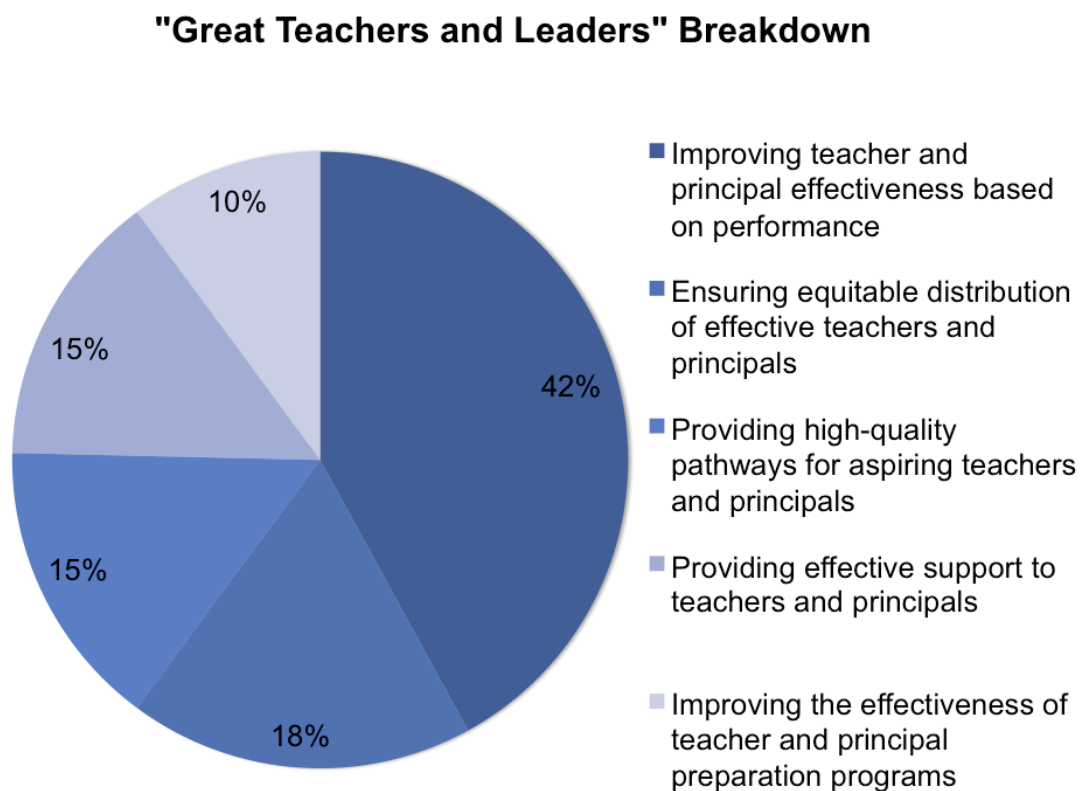 "Great Teachers and Leaders" Breakdown
10%
15%
42%
15%
18%
Improving teacher and
principal effectiveness based
on performance
Ensuring equitable distribution
of effective teachers and
principals
Providing high-quality
pathways for aspiring teachers
and principals
Providing effective support to
teachers and principals
Improving the effectiveness of
teacher and principal
preparation programs